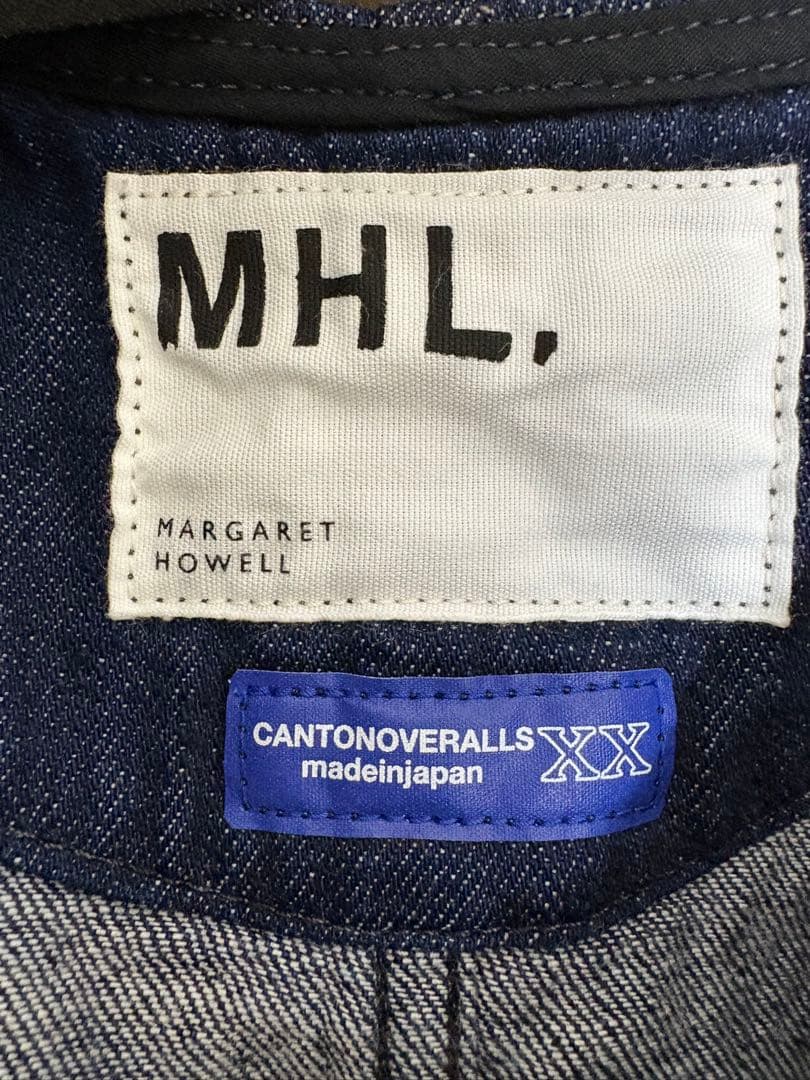 MHL.
MARGARET
HOWELL
CANTONOVERALLS XX
madeinjapan